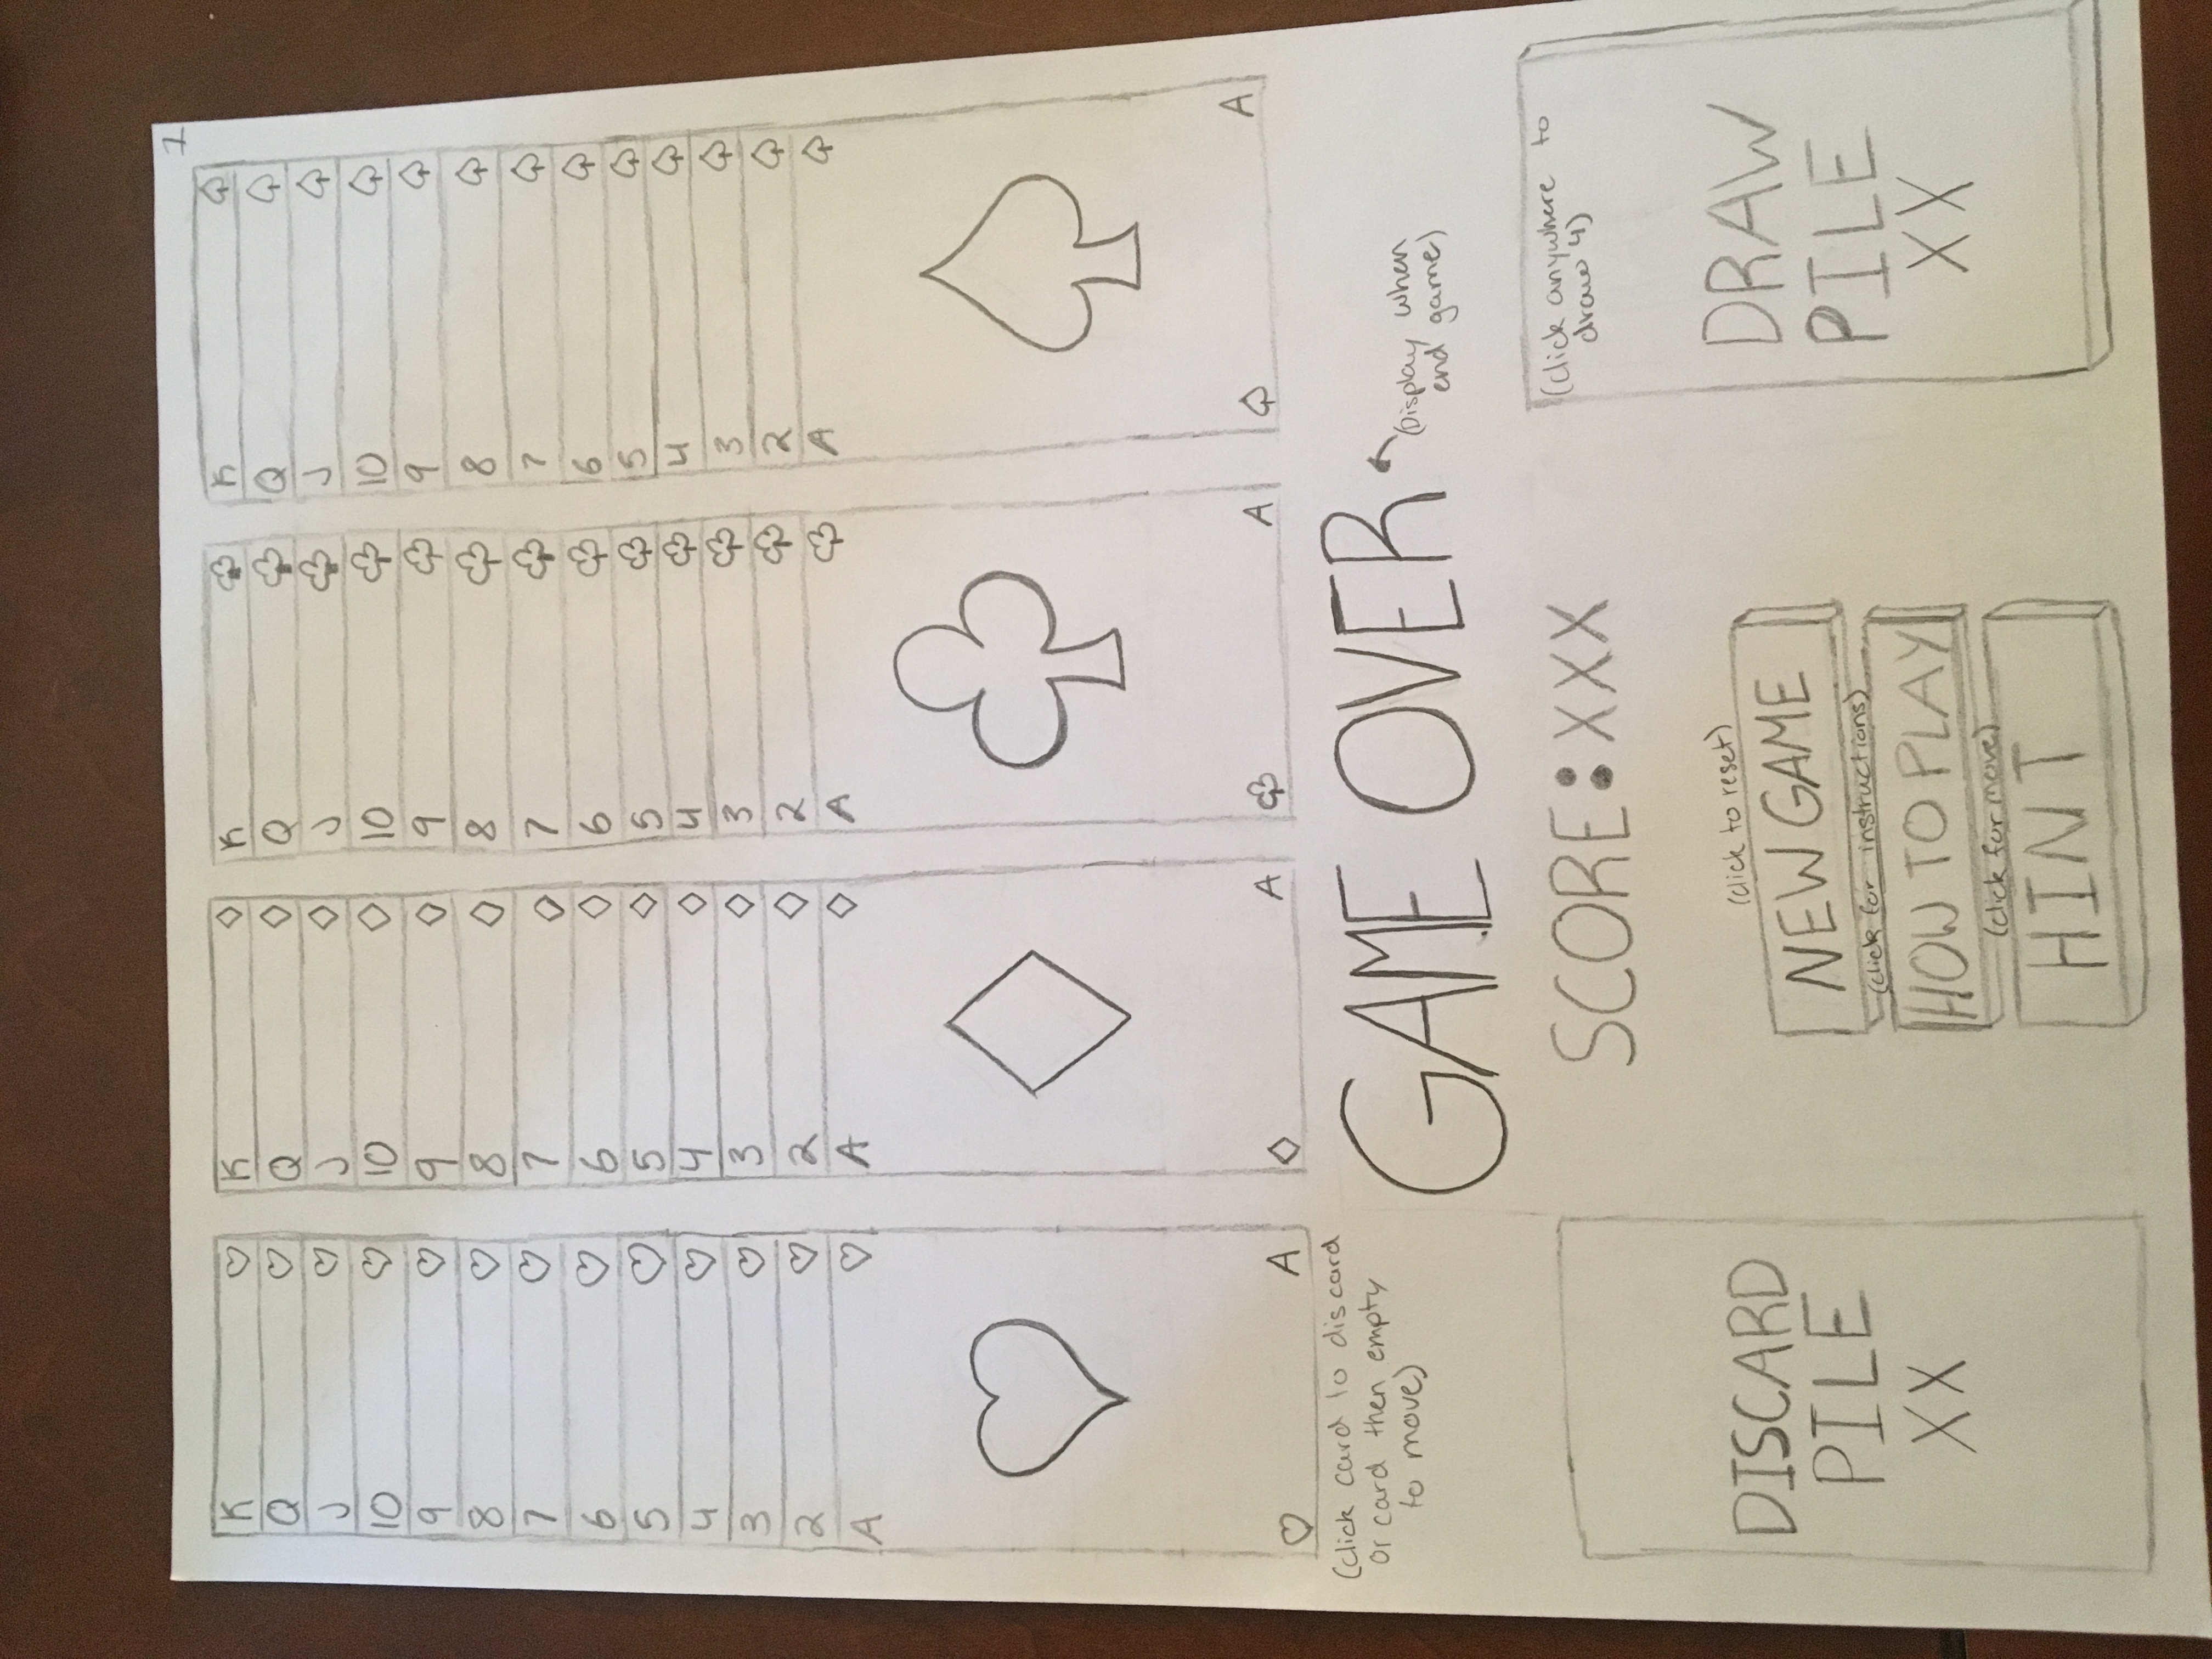 1
K K K K
Q Q Q Q
J J J J
10 10 10 10
9 9 9 9
8 8 8 8
7 7 7 7
6 6 6 6
5 5 5 5
4 4 4 4
3 3 3 3
2 2 2 2
A A A A
A A A A
(click card to discard
or card then empty
to move)
GAME OVER
(Display when
end game)
SCORE:XXX
(click anywhere to
draw 4)
DISCARD
PILE
XX
(click to reset)
NEW GAME
(click for instructions)
HOW TO PLAY
(click for move)
HINT
DRAW
PILE
XX